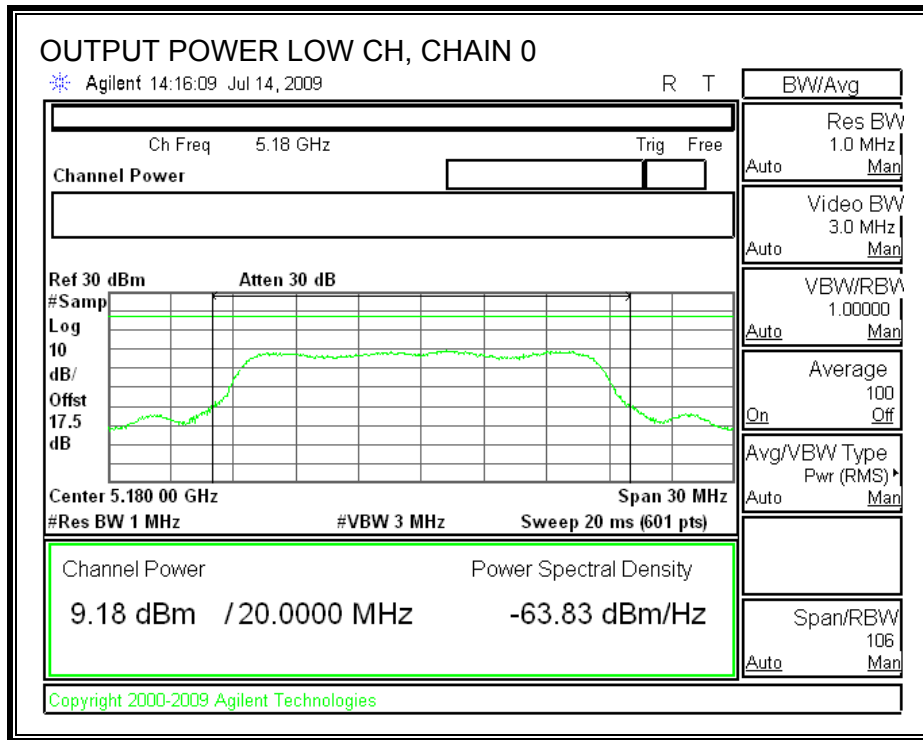 OUTPUT POWER LOW CH, CHAIN 0
Agilent 14:16:09 Jul 14, 2009 R T
BW/Avg
Ch Freq 5.18 GHz Trig Free
Channel Power
Res BW
1.0 MHz
Auto Man
Video BW
3.0 MHz
Auto Man
Ref 30 dBm Atten 30 dB
#Samp
Log
10
dB/
Offst
17.5
dB
VBW/RBW
1.00000
Auto Man
Average
100
On Off
Avg/VBW Type
Pwr (RMS)
Auto Man
Center 5.180 00 GHz Span 30 MHz
#Res BW 1 MHz #VBW 3 MHz Sweep 20 ms (601 pts)
Channel Power Power Spectral Density
9.18 dBm /20.0000 MHz -63.83 dBm/Hz
Span/RBW
106
Auto Man
Copyright 2000-2009 Agilent Technologies